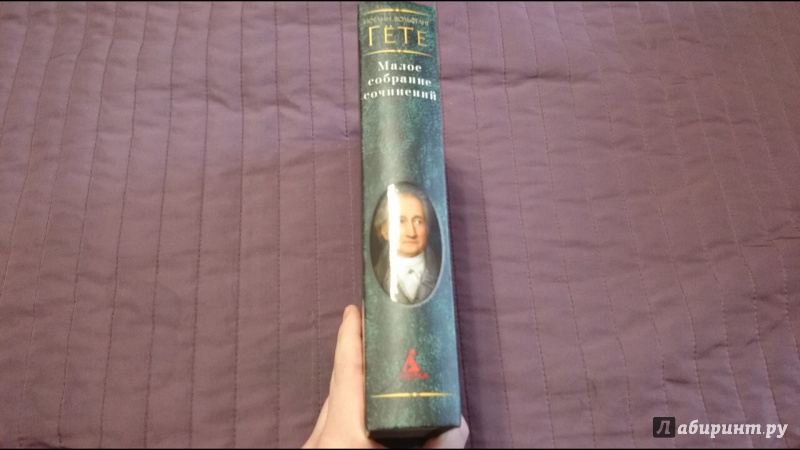 ИОГАНН ВОЛЬФГАНГ
ГЁТЕ
Малое
собрание
сочинений
Лабиринт.ру